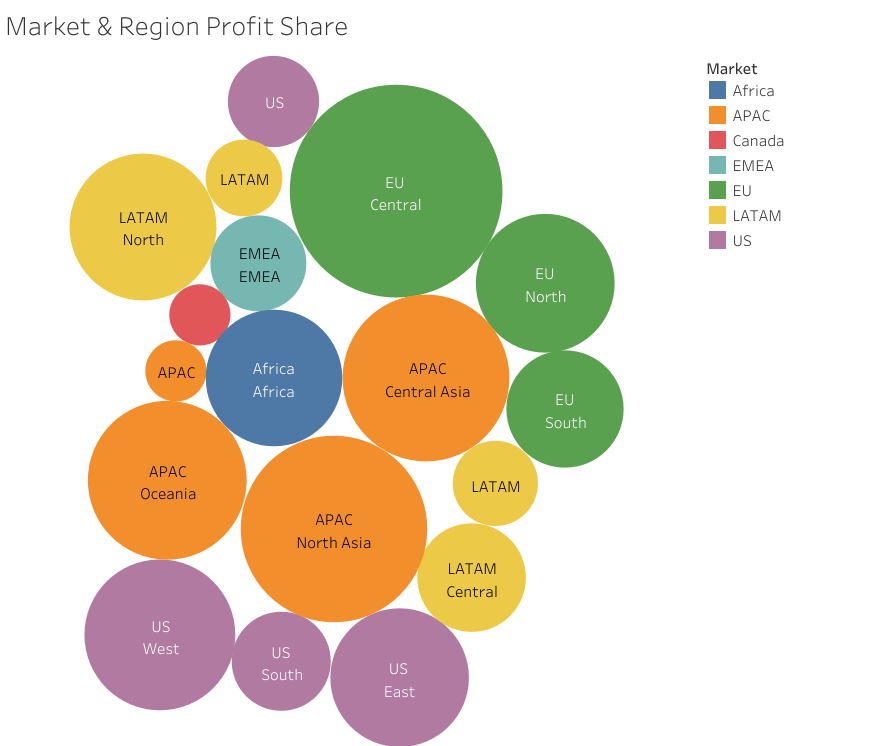 Market & Region Profit Share
Market
Africa
APAC
Canada
EMEA
EU
LATAM
US
US
LATAM
EU
Central
LATAM
North
EMEA
EMEA
EU
North
APAC
Africa
Africa
APAC
Central Asia
EU
South
APAC
Oceania
LATAM
APAC
North Asia
LATAM
Central
US
West
US
South
US
East